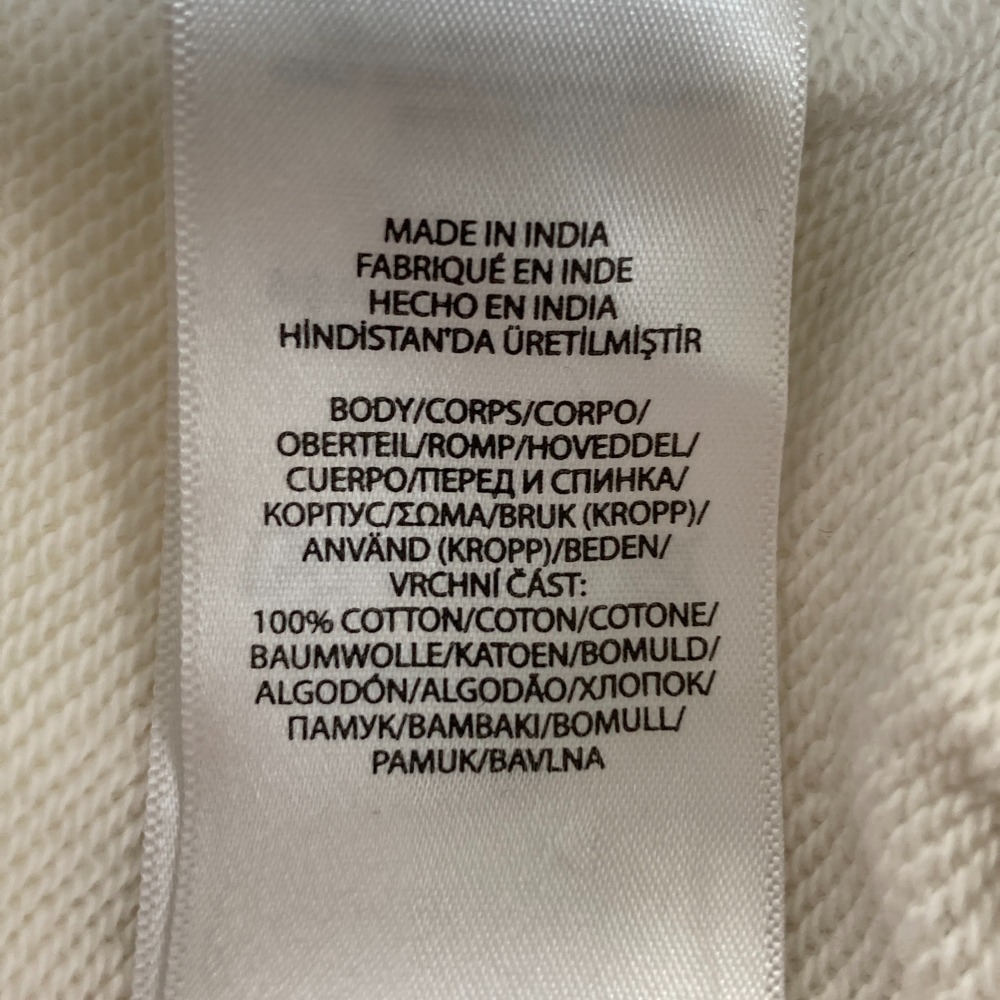 MADE IN INDIA
FABRIQUÉ EN INDE
HECHO EN INDIA
HİNDİSTAN'DA ÜRETİLMİŞTİR
BODY/CORPS/CORPO/
OBERTEIL/ROMP/HOVEDDEL/
CUERPO/ПЕРЕД И СПИНКА/
КОРПУС/ΣΩΜΑ/BRUK (KROPP)/
ANVÄND (KROPP)/BEDEN/
VRCHNÍ ČÁST:
100% COTTON/COTON/COTONE/
BAUMWOLLE/KATOEN/BOMULD/
ALGODÓN/ALGODÃO/ХЛОПОК/
ПАМУК/ΒΑΜΒΑΚΙ/BOMULL/
PAMUK/BAVLNA